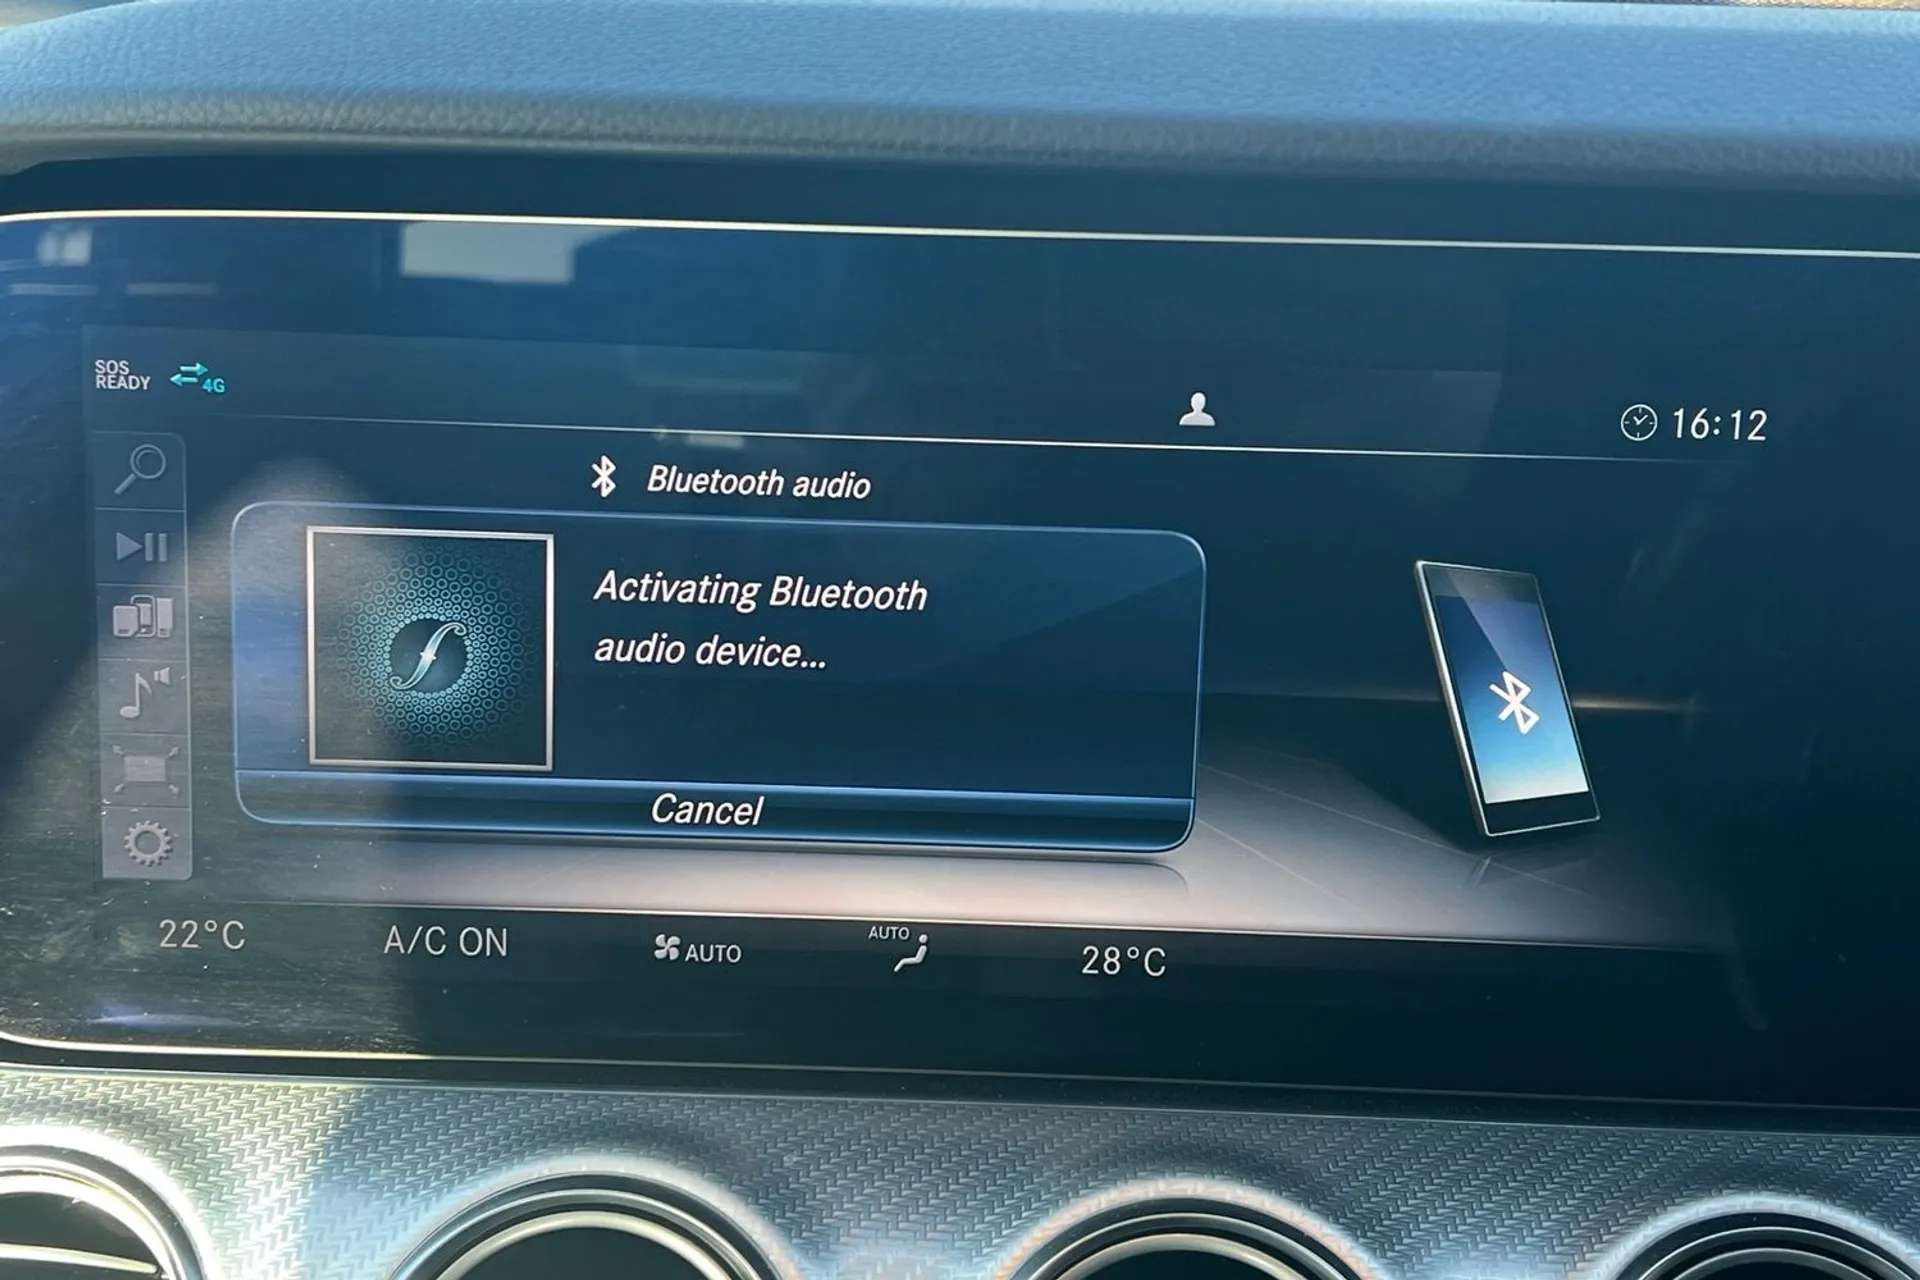 SOS
READY
4G
16:12
Bluetooth audio
Activating Bluetooth
audio device...
Cancel
22°C
A/C ON
AUTO
AUTO
28°C